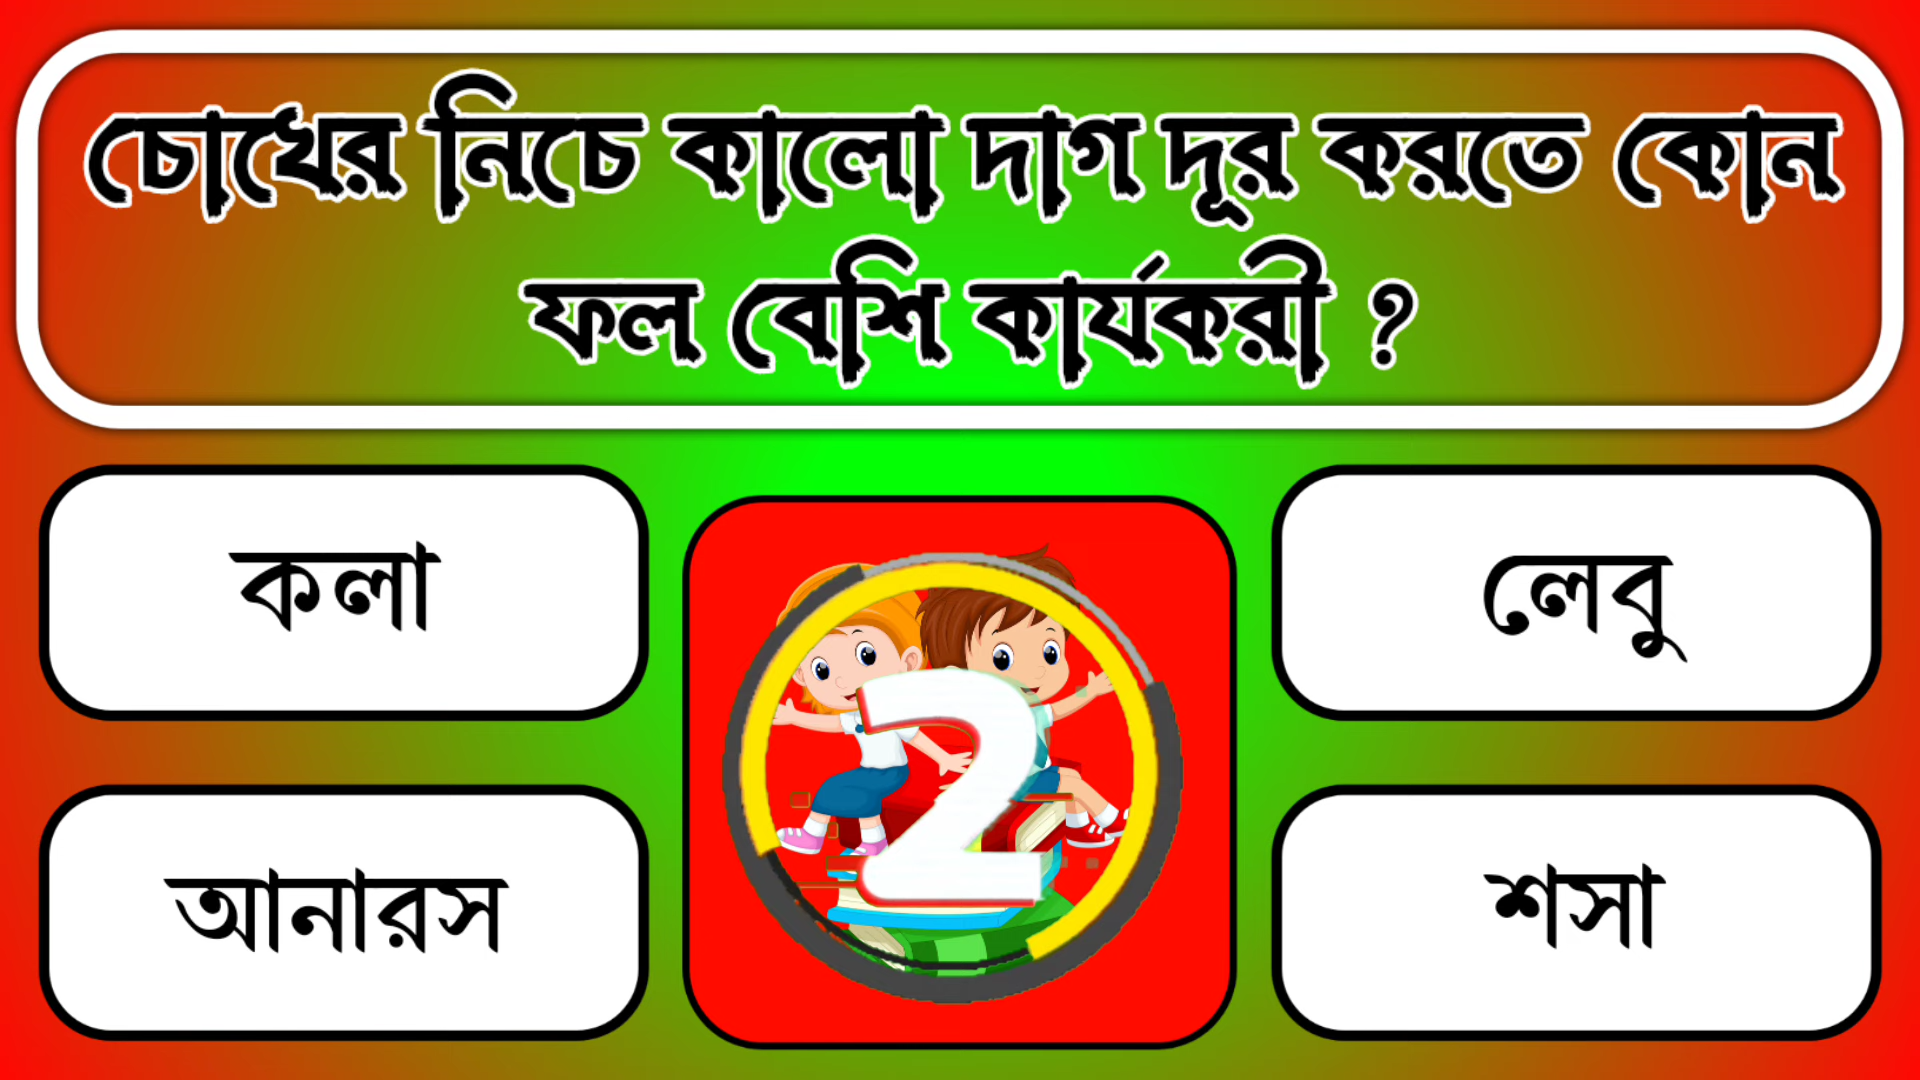 চোখের নিচে কালো দাগ দূর করতে কোন
ফল বেশি কার্যকরী ?
কলা
লেবু
2
আনারস
শসা